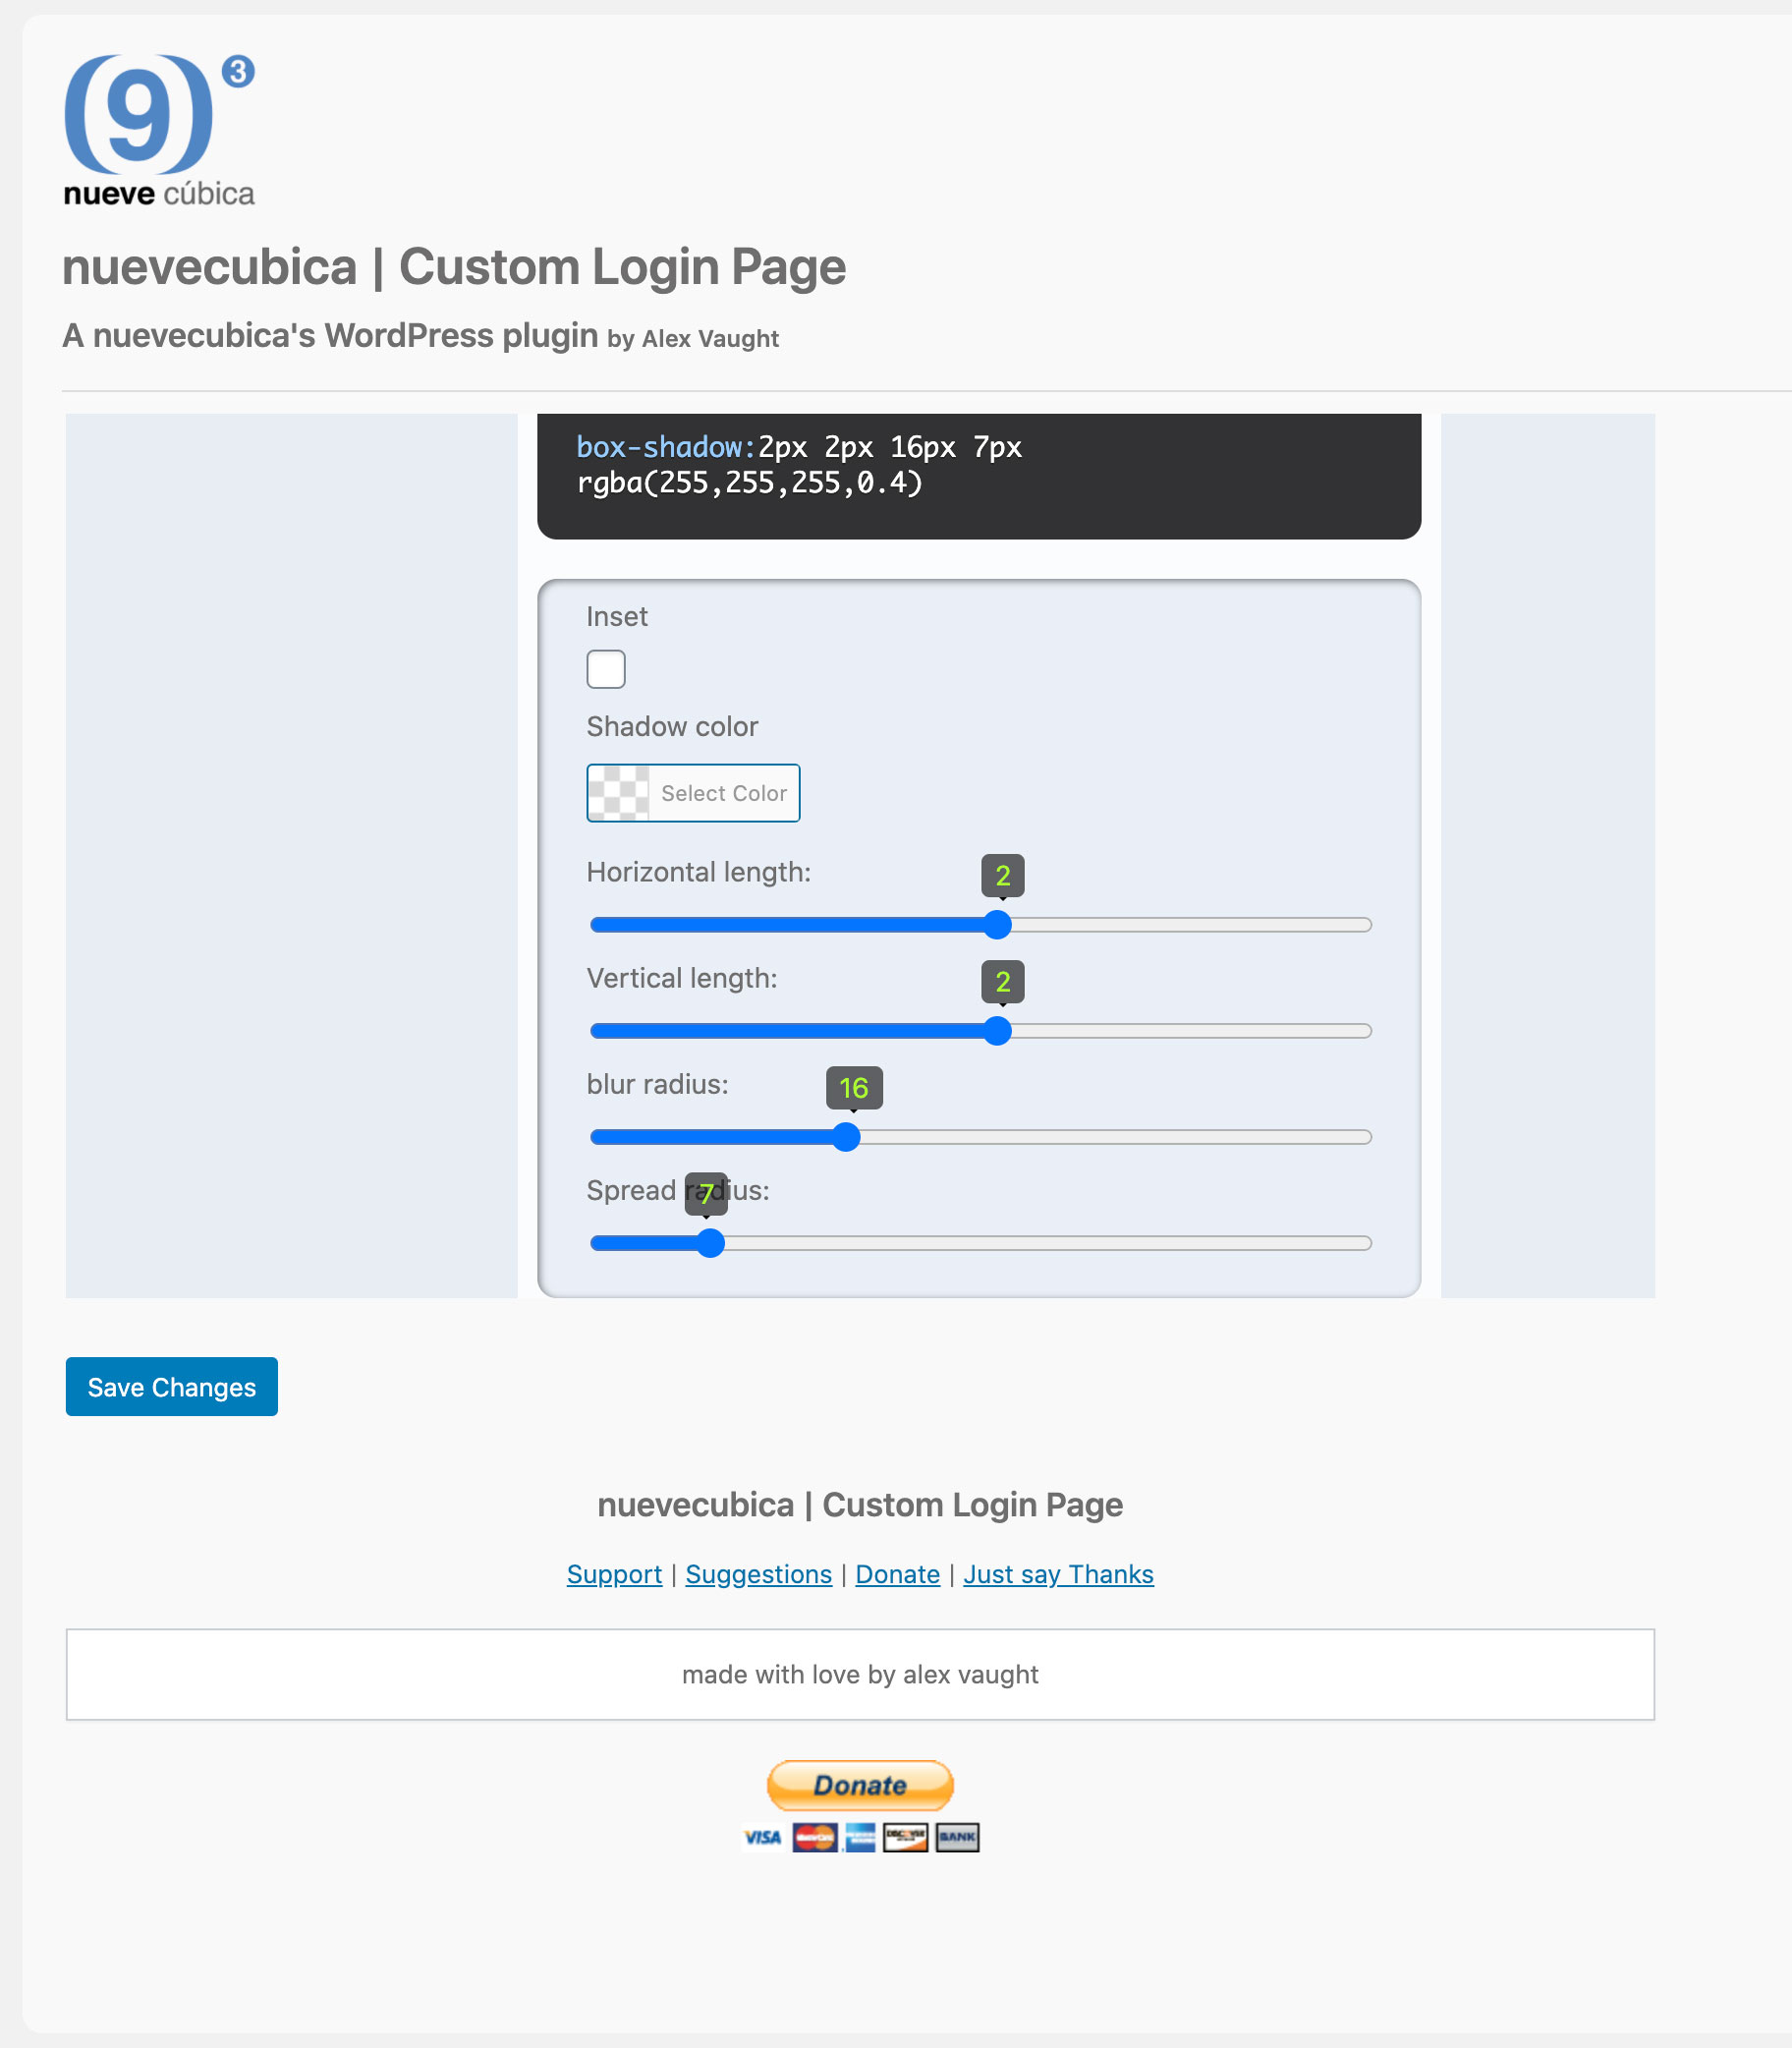 (9)3
nueve cúbica
nuevecubica | Custom Login Page
A nuevecubica's WordPress plugin by Alex Vaught
box-shadow:2px 2px 16px 7px
rgba(255,255,255,0.4)
Inset
Shadow color
Select Color
Horizontal length:
2
Vertical length:
2
blur radius:
16
Spread radius:
7
Save Changes
nuevecubica | Custom Login Page
Support | Suggestions | Donate | Just say Thanks
made with love by alex vaught
Donate
VISA MasterCard DISCOVER BANK